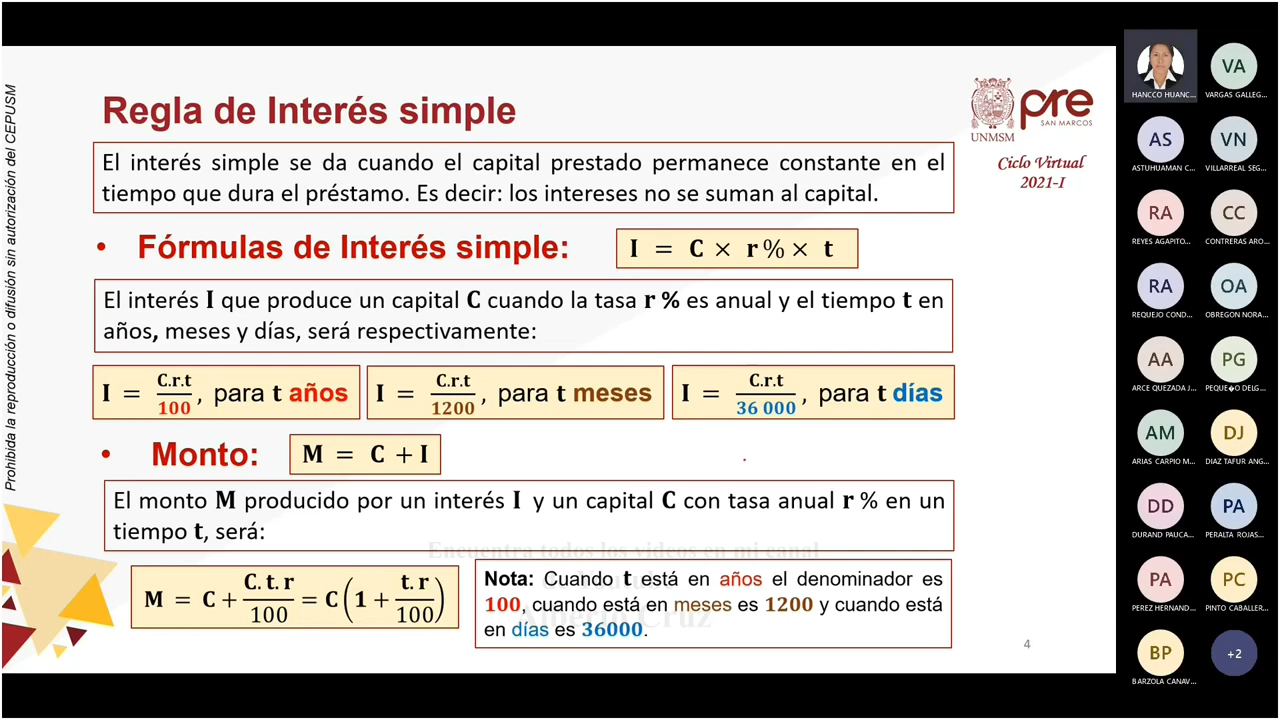 Prohibida la reproducción o difusión sin autorización del CEPUSM
Regla de Interés simple
UNMSM
pre
SAN MARCOS
Ciclo Virtual
2021-I
El interés simple se da cuando el capital prestado permanece constante en el
tiempo que dura el préstamo. Es decir: los intereses no se suman al capital.
• Fórmulas de Interés simple:
I = C × r % × t
El interés I que produce un capital C cuando la tasa r % es anual y el tiempo t en
años, meses y días, será respectivamente:
I = C.r.t / 100 , para t años
I = C.r.t / 1200 , para t meses
I = C.r.t / 36 000 , para t días
• Monto:
M = C + I
El monto M producido por un interés I y un capital C con tasa anual r % en un
tiempo t, será:
Encuentra todos los videos en mi canal
M = C + C.t.r / 100 = C(1 + t.r / 100)
Nota: Cuando t está en años el denominador es
100, cuando está en meses es 1200 y cuando está
en días es 36000.
4
HANCCO HUANC...
VA
VARGAS GALLEG...
AS
ASTUHUAMAN C...
VN
VILLARREAL SEG...
RA
REYES AGAPITO...
CC
CONTRERAS ARO...
RA
REQUEJO COND...
OA
OBREGON NORA...
AA
ARCE QUEZADA J...
PG
PEQUE�O DELG...
AM
ARIAS CARPIO M...
DJ
DIAZ TAFUR ANG...
DD
DURAND PAUCA...
PA
PERALTA ROJAS...
PA
PEREZ HERNAND...
PC
PINTO CABALLER...
BP
BARZOLA CANAV...
+2